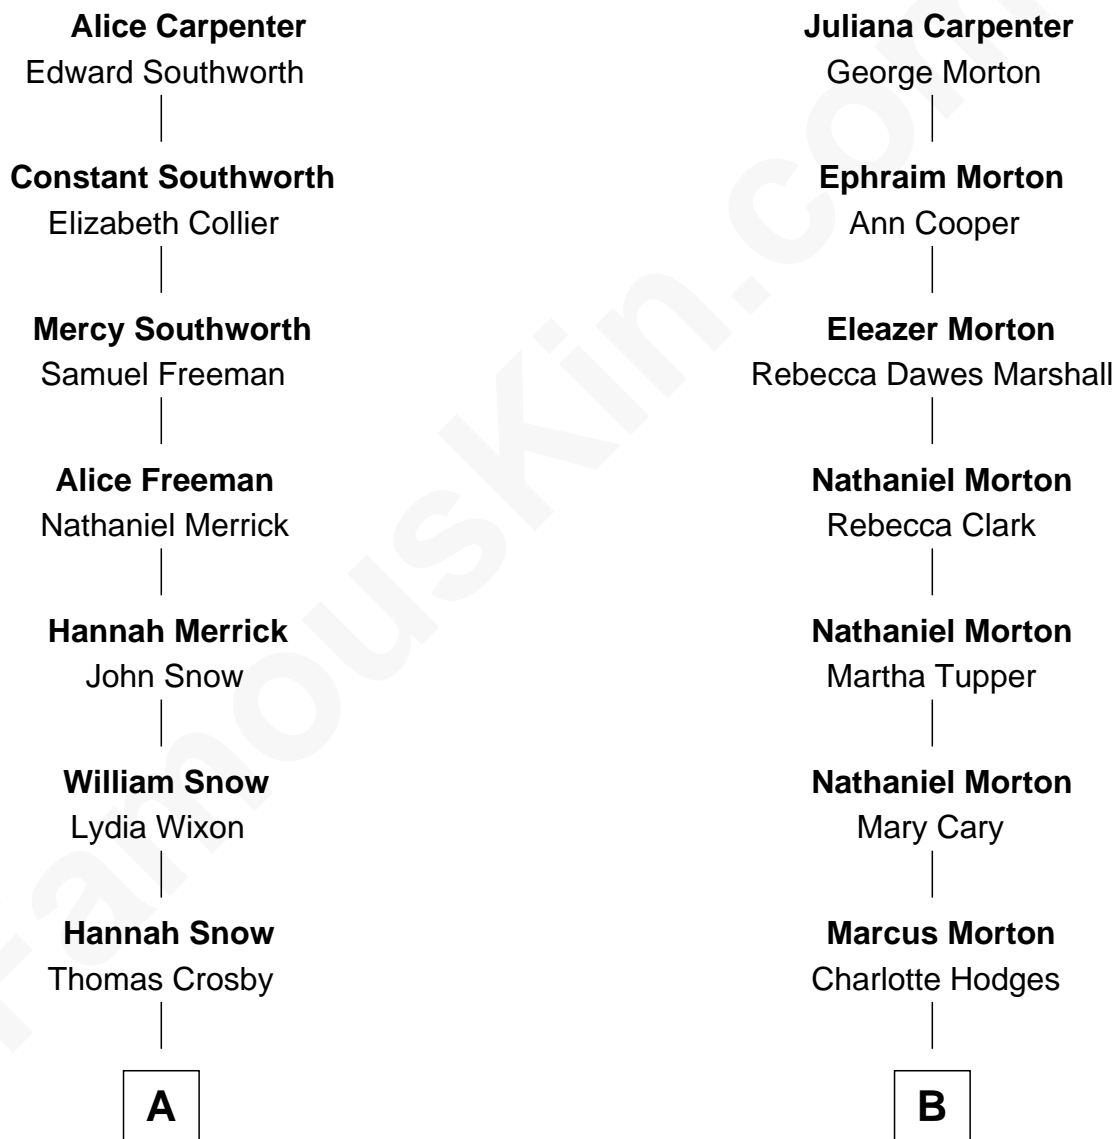 Alice Carpenter
Edward Southworth
Constant Southworth
Elizabeth Collier
Mercy Southworth
Samuel Freeman
Alice Freeman
Nathaniel Merrick
Hannah Merrick
John Snow
William Snow
Lydia Wixon
Hannah Snow
Thomas Crosby
A
Juliana Carpenter
George Morton
Ephraim Morton
Ann Cooper
Eleazer Morton
Rebecca Dawes Marshall
Nathaniel Morton
Rebecca Clark
Nathaniel Morton
Martha Tupper
Nathaniel Morton
Mary Cary
Marcus Morton
Charlotte Hodges
B
FamousKin.com